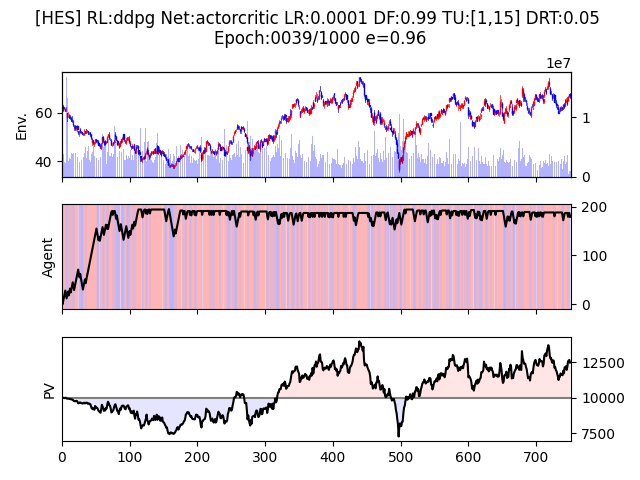 [HES] RL:ddpg Net:actorcritic LR:0.0001 DF:0.99 TU:[1,15] DRT:0.05
Epoch:0039/1000 e=0.96
1e7
Env.
60
40
1
0
Agent
200
100
0
PV
12500
10000
7500
0 100 200 300 400 500 600 700